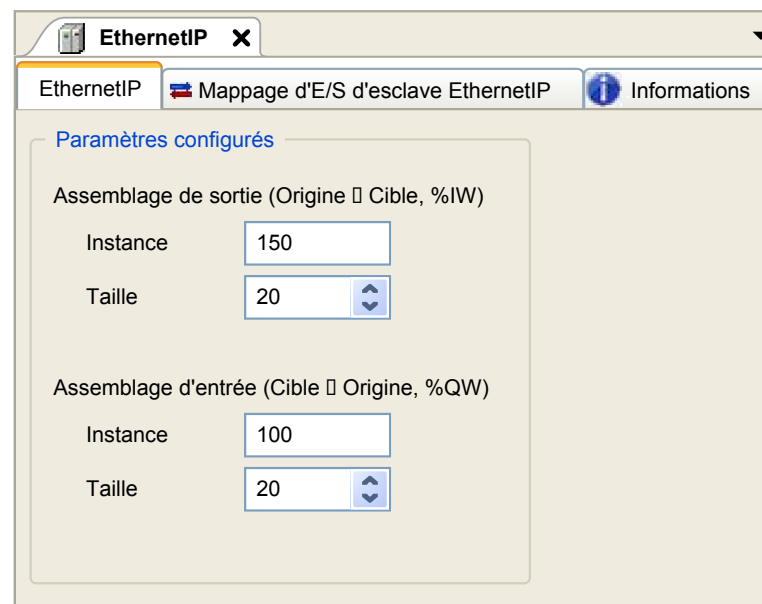 EthernetIP
EthernetIP Mappage d'E/S d'esclave EthernetIP Informations
Paramètres configurés
Assemblage de sortie (Origine ▯ Cible, %IW)
Instance 150
Taille 20
Assemblage d'entrée (Cible ▯ Origine, %QW)
Instance 100
Taille 20